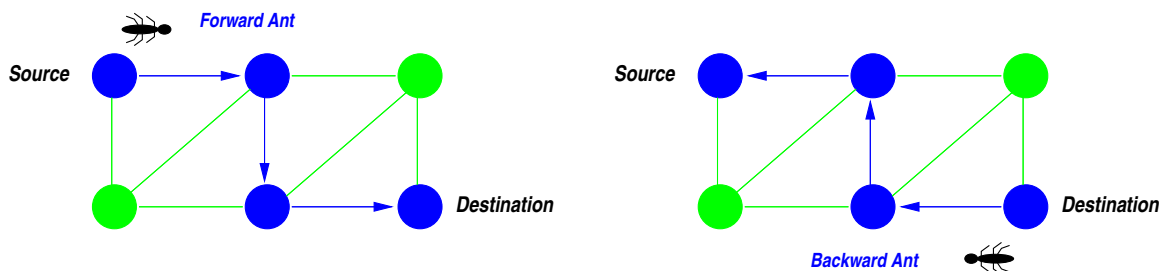 Forward Ant
Source
Destination
Source
Destination
Backward Ant